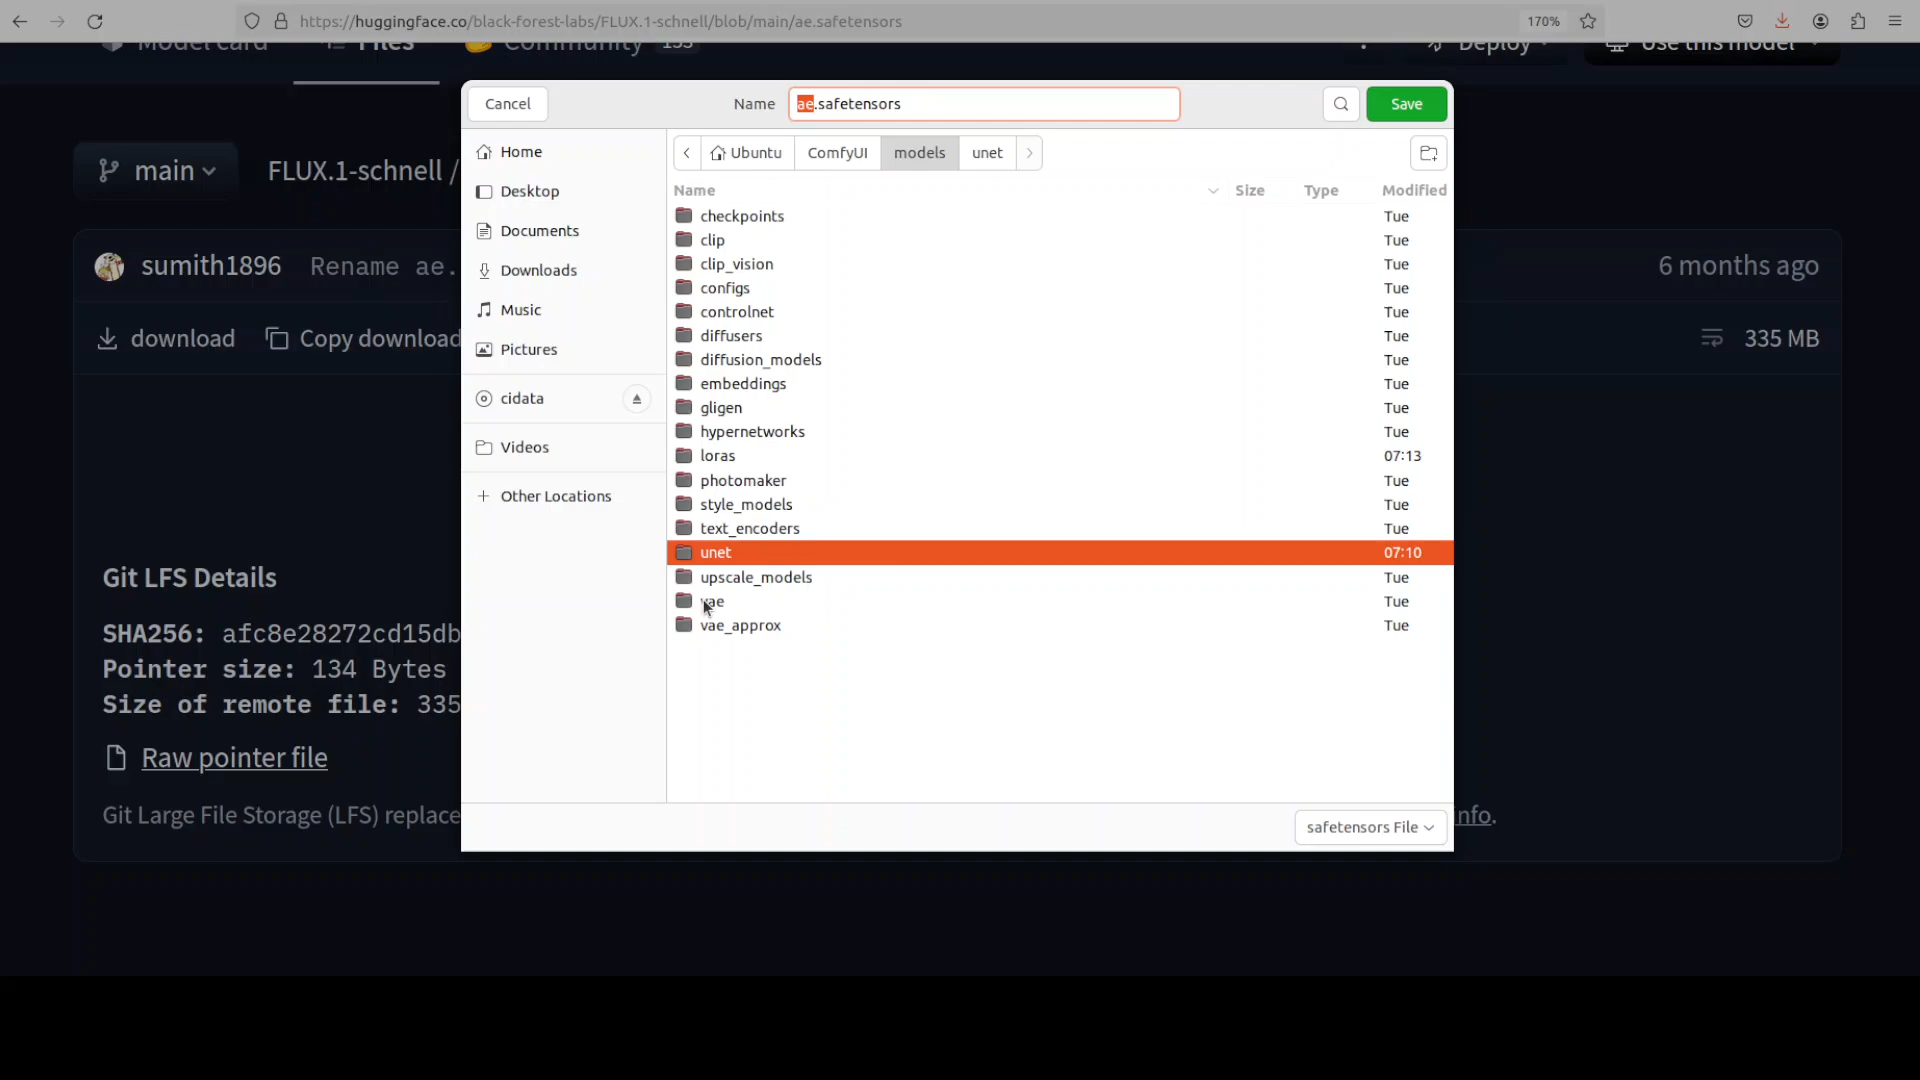 https://huggingface.co/black-forest-labs/FLUX.1-schnell/blob/main/ae.safetensors
170%
Model card
Files
Community
153
Deploy
Use this model
Cancel
Name
ae.safetensors
Save
main
FLUX.1-schnell /
Home
Desktop
Documents
Downloads
Music
Pictures
cidata
Videos
Other Locations
Ubuntu
ComfyUI
models
unet
Name Size Type Modified
checkpoints Tue
clip Tue
clip_vision Tue
configs Tue
controlnet Tue
diffusers Tue
diffusion_models Tue
embeddings Tue
gligen Tue
hypernetworks Tue
loras 07:13
photomaker Tue
style_models Tue
text_encoders Tue
unet 07:10
upscale_models Tue
vae Tue
vae_approx Tue
safetensors File
sumith1896 Rename ae.
6 months ago
download
Copy download
335 MB
Git LFS Details
SHA256: afc8e28272cd15db
Pointer size: 134 Bytes
Size of remote file: 335
Raw pointer file
Git Large File Storage (LFS) replace
info.